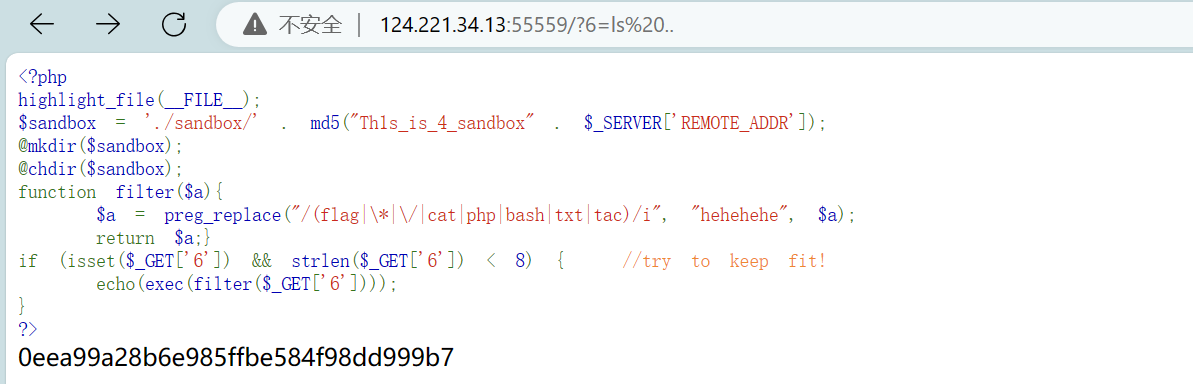 不安全 | 124.221.34.13:55559/?6=ls%20..
<?php
highlight_file(__FILE__);
$sandbox = './sandbox/' . md5("Th1s_is_4_sandbox" . $_SERVER['REMOTE_ADDR']);
@mkdir($sandbox);
@chdir($sandbox);
function filter($a){
        $a = preg_replace("/(flag|\*|\/|cat|php|bash|txt|tac)/i", "hehehehe", $a);
        return $a;}
if (isset($_GET['6']) && strlen($_GET['6']) < 8) {    //try to keep fit!
        echo(exec(filter($_GET['6'])));
}
?>
0eea99a28b6e985ffbe584f98dd999b7